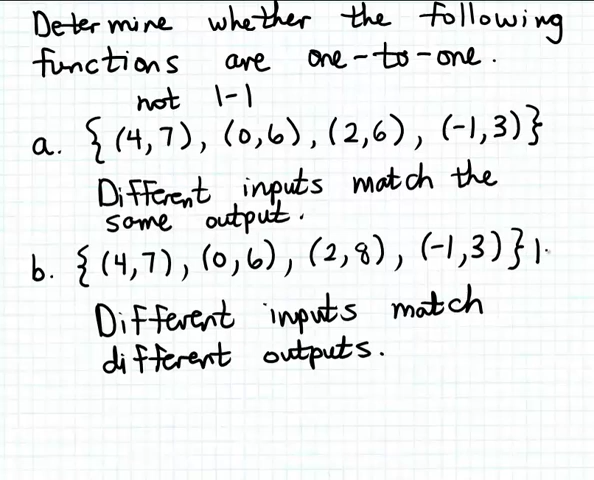 Determine whether the following
functions are one-to-one.
not 1-1
a. {(4,7), (0,6), (2,6), (-1,3)}
Different inputs match the
same output.
b. {(4,7), (0,6), (2,8), (-1,3)} 1.
Different inputs match
different outputs.